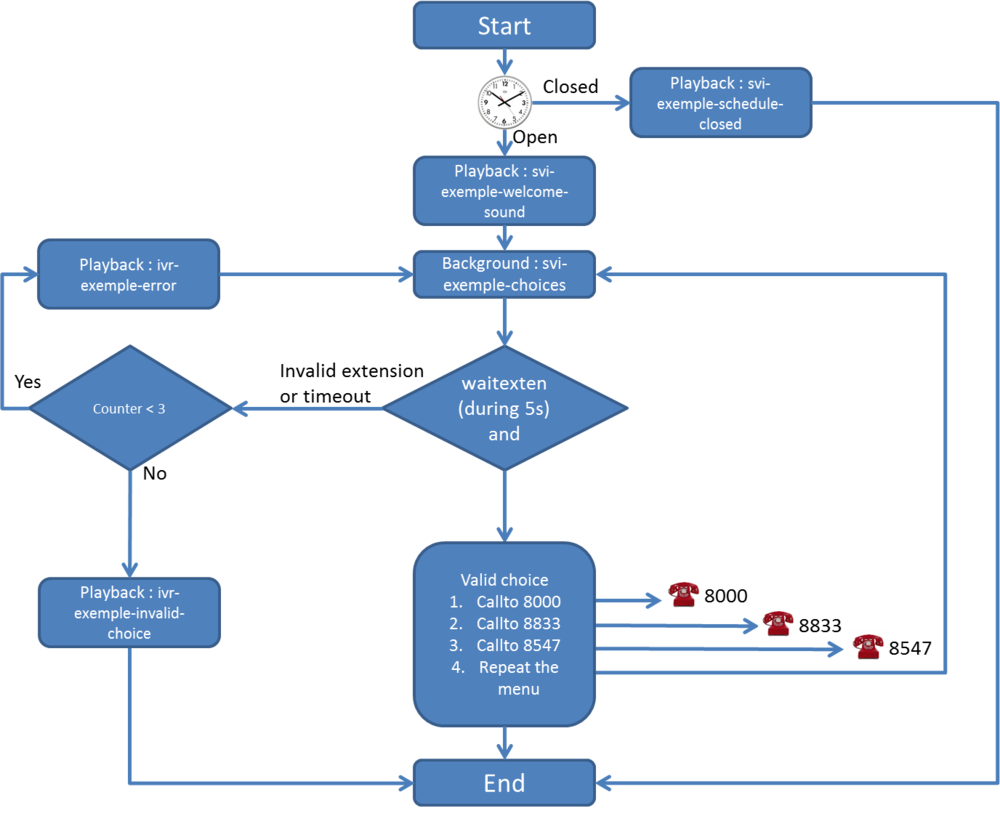 Start
Closed
Playback : svi-
exemple-schedule-
closed
Open
Playback : svi-
exemple-welcome-
sound
Playback : ivr-
exemple-error
Background : svi-
exemple-choices
Yes
Counter < 3
Invalid extension
or timeout
waitexten
(during 5s)
and
No
Playback : ivr-
exemple-invalid-
choice
Valid choice
1. Callto 8000
2. Callto 8833
3. Callto 8547
4. Repeat the
menu
8000
8833
8547
End